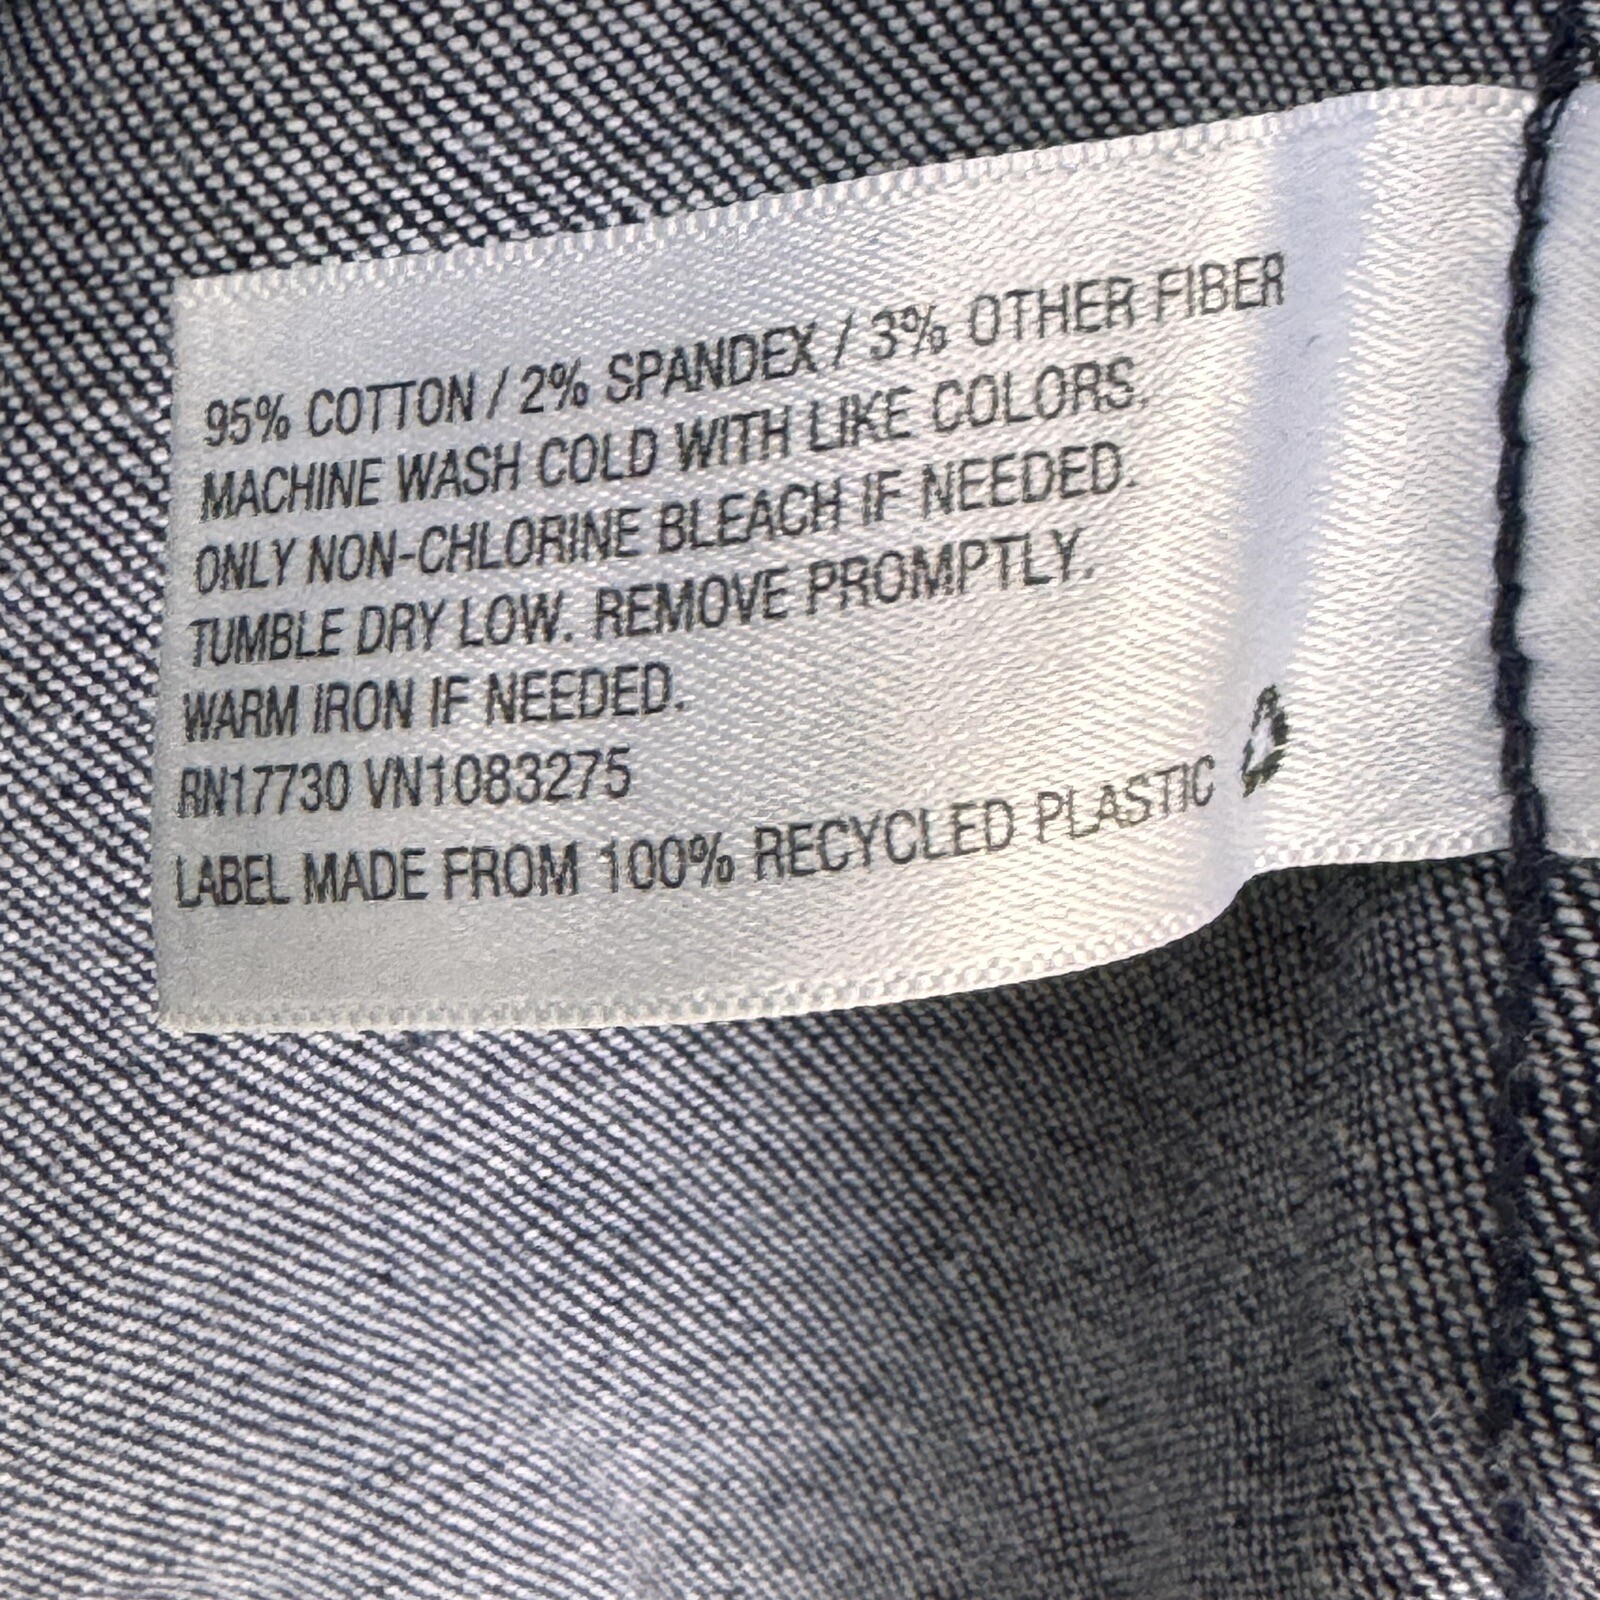 95% COTTON / 2% SPANDEX / 3% OTHER FIBER
MACHINE WASH COLD WITH LIKE COLORS.
ONLY NON-CHLORINE BLEACH IF NEEDED.
TUMBLE DRY LOW. REMOVE PROMPTLY.
WARM IRON IF NEEDED.
RN17730 VN1083275
LABEL MADE FROM 100% RECYCLED PLASTIC